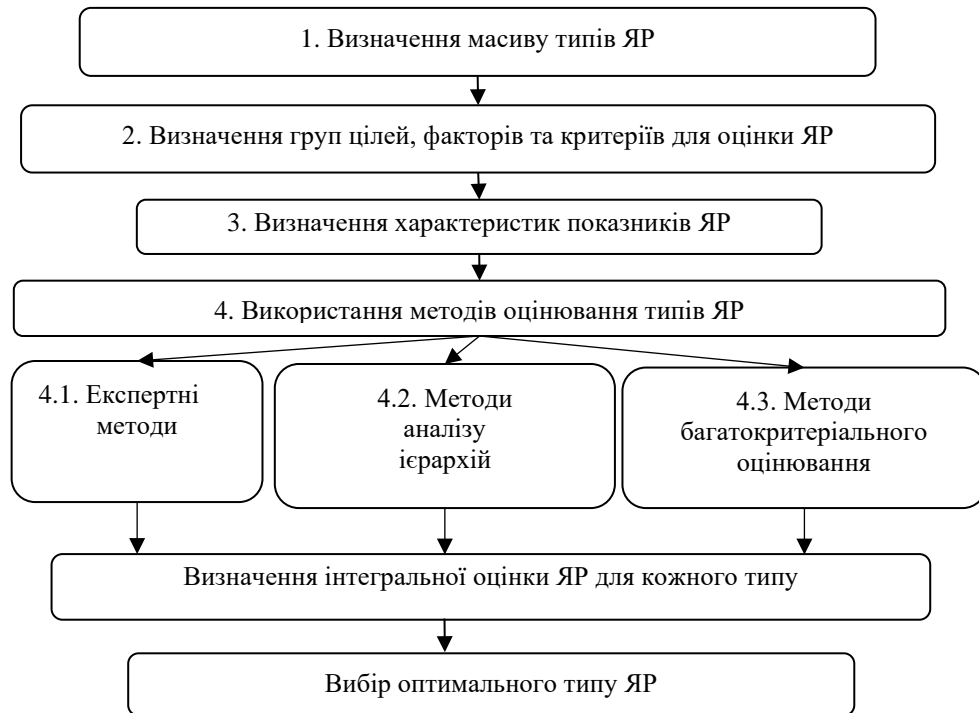 1. Визначення масиву типів ЯР
2. Визначення груп цілей, факторів та критеріїв для оцінки ЯР
3. Визначення характеристик показників ЯР
4. Використання методів оцінювання типів ЯР
4.1. Експертні
методи
4.2. Методи
аналізу
ієрархій
4.3. Методи
багатокритеріального
оцінювання
Визначення інтегральної оцінки ЯР для кожного типу
Вибір оптимального типу ЯР